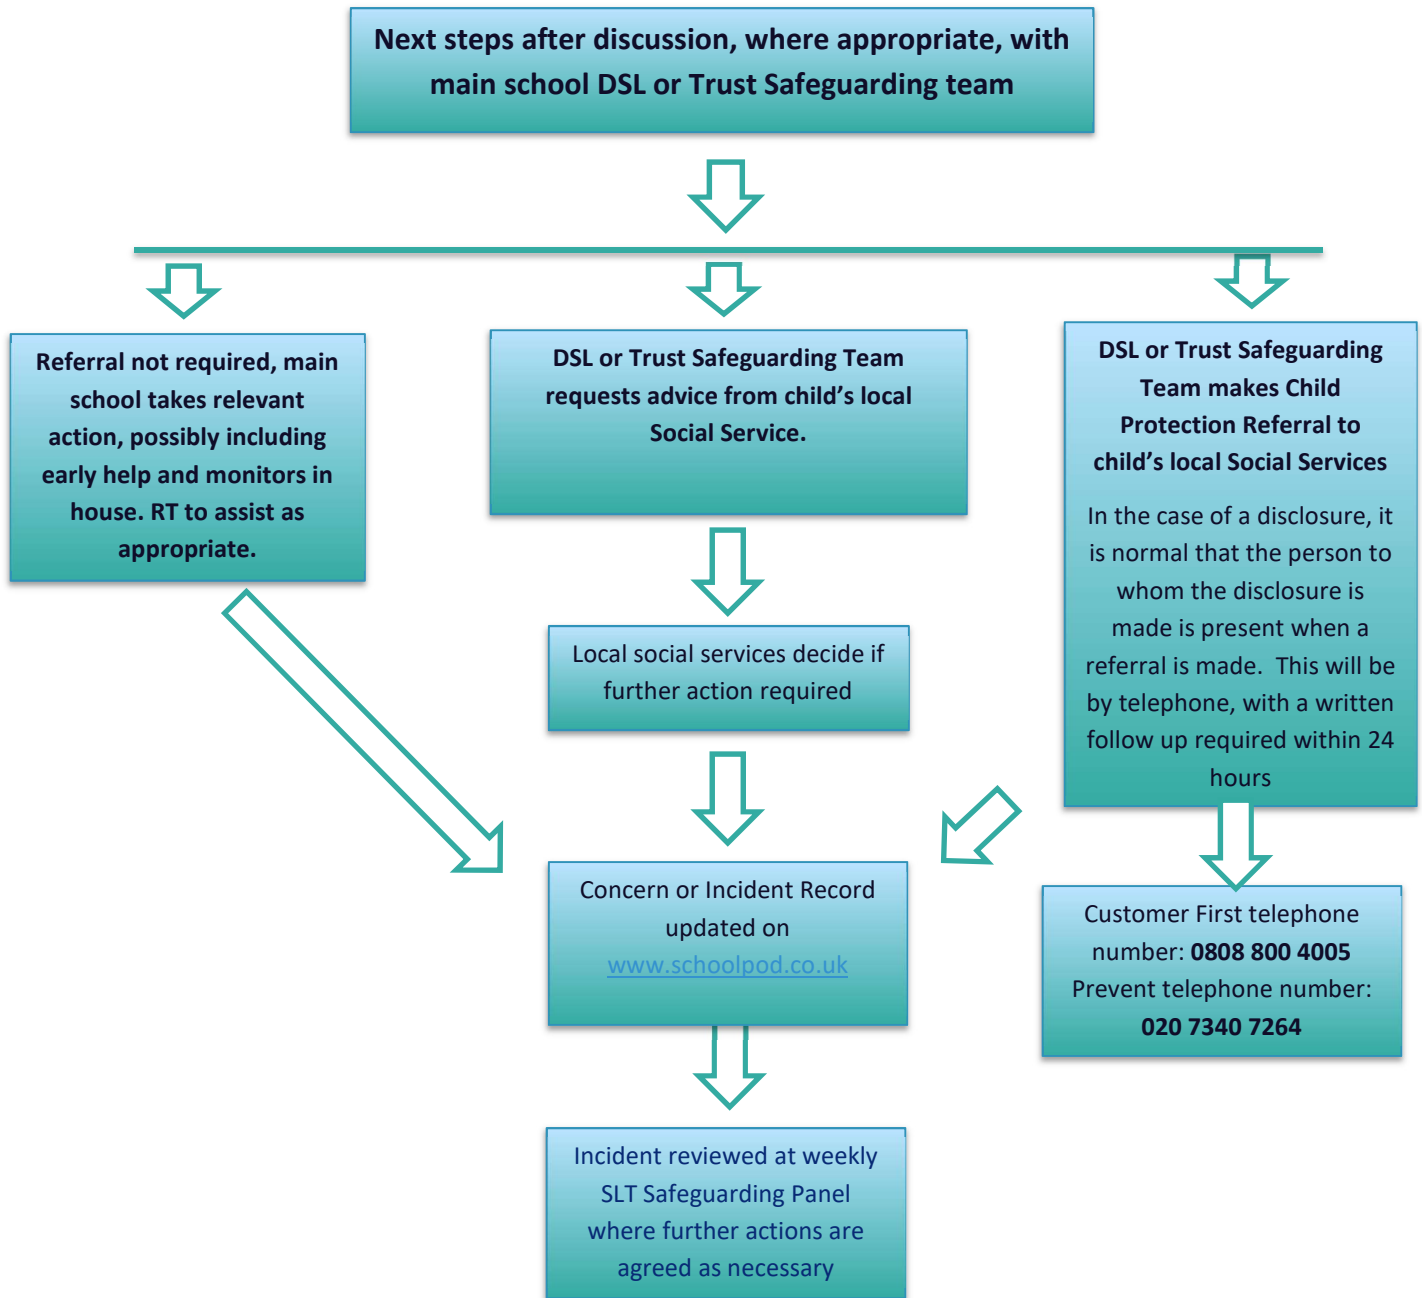 Next steps after discussion, where appropriate, with
main school DSL or Trust Safeguarding team
Referral not required, main
school takes relevant
action, possibly including
early help and monitors in
house. RT to assist as
appropriate.
DSL or Trust Safeguarding Team
requests advice from child’s local
Social Service.
Local social services decide if
further action required
DSL or Trust Safeguarding
Team makes Child
Protection Referral to
child’s local Social Services
In the case of a disclosure, it
is normal that the person to
whom the disclosure is
made is present when a
referral is made.  This will be
by telephone, with a written
follow up required within 24
hours
Concern or Incident Record
updated on
www.schoolpod.co.uk
Customer First telephone
number: 0808 800 4005
Prevent telephone number:
020 7340 7264
Incident reviewed at weekly
SLT Safeguarding Panel
where further actions are
agreed as necessary